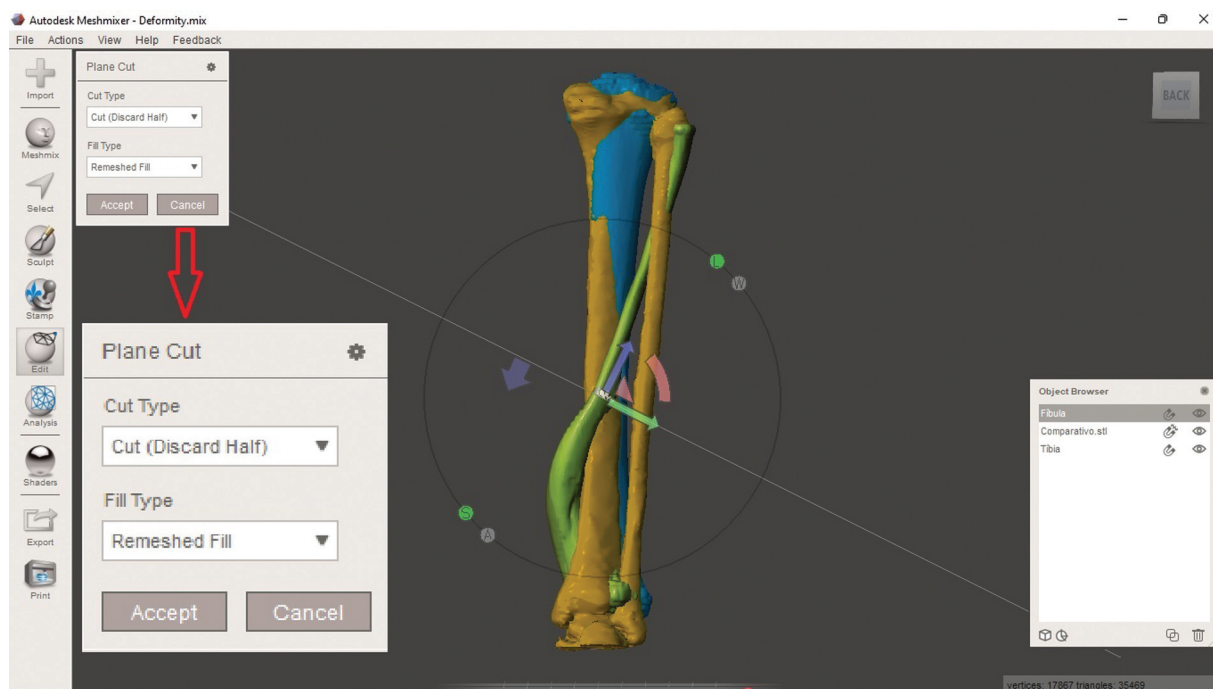 Autodesk Meshmixer - Deformity.mix
File Actions View Help Feedback
Import
Meshmix
Select
Sculpt
Stamp
Edit
Analysis
Shaders
Export
Print
Plane Cut
Cut Type
Cut (Discard Half)
Fill Type
Remeshed Fill
Accept Cancel
Plane Cut
Cut Type
Cut (Discard Half)
Fill Type
Remeshed Fill
Accept Cancel
BACK
L
W
S
A
Object Browser
Fíbula
Comparativo.stl
Tíbia
vertices: 17867 triangles: 35469